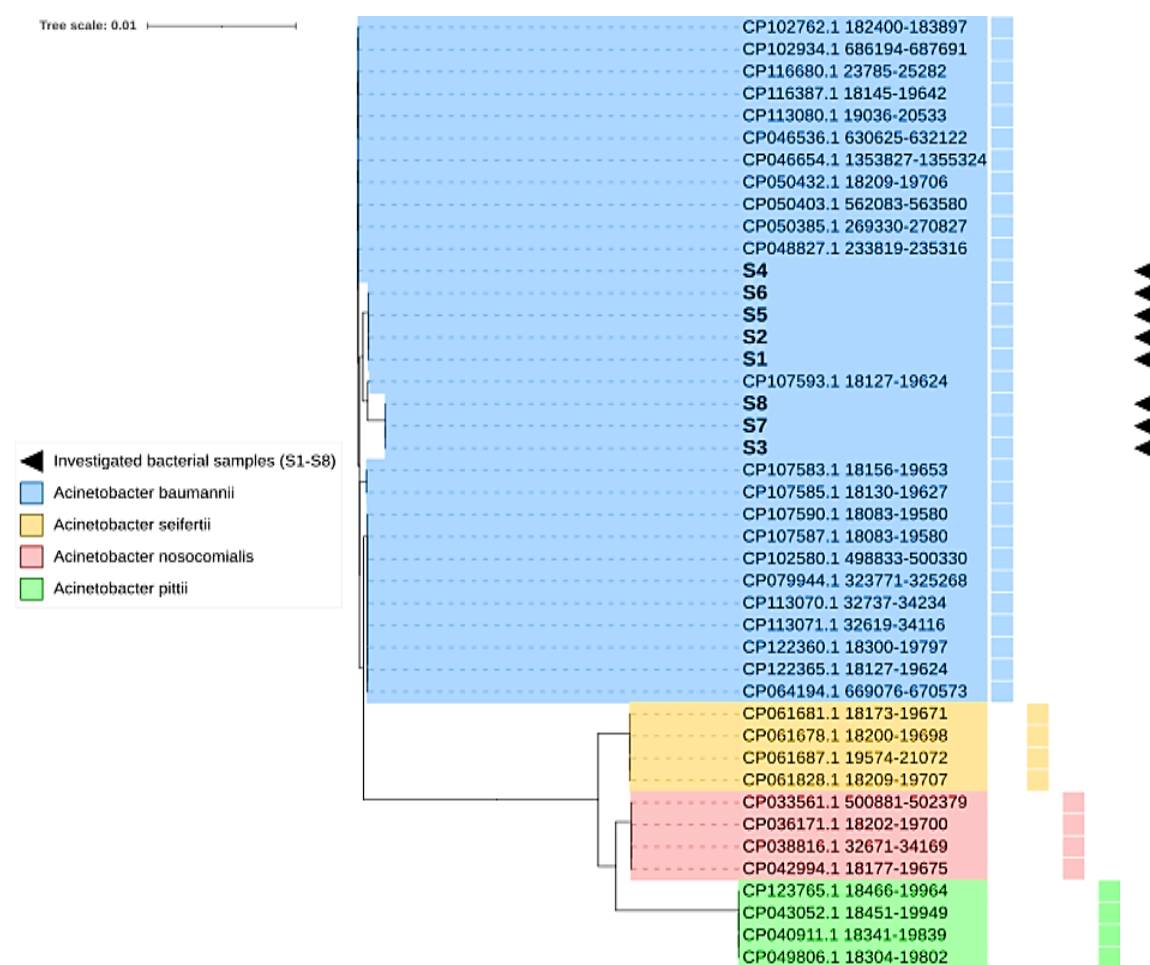 Tree scale: 0.01
CP102762.1 182400-183897
CP102934.1 686194-687691
CP116680.1 23785-25282
CP116387.1 18145-19642
CP113080.1 19036-20533
CP046536.1 630625-632122
CP046654.1 1353827-1355324
CP050432.1 18209-19706
CP050403.1 562083-563580
CP050385.1 269330-270827
CP048827.1 233819-235316
S4
S6
S5
S2
S1
CP107593.1 18127-19624
S8
S7
S3
CP107583.1 18156-19653
CP107585.1 18130-19627
CP107590.1 18083-19580
CP107587.1 18083-19580
CP102580.1 498833-500330
CP079944.1 323771-325268
CP113070.1 32737-34234
CP113071.1 32619-34116
CP122360.1 18300-19797
CP122365.1 18127-19624
CP064194.1 669076-670573
CP061681.1 18173-19671
CP061678.1 18200-19698
CP061687.1 19574-21072
CP061828.1 18209-19707
CP033561.1 500881-502379
CP036171.1 18202-19700
CP038816.1 32671-34169
CP042994.1 18177-19675
CP123765.1 18466-19964
CP043052.1 18451-19949
CP040911.1 18341-19839
CP049806.1 18304-19802
Investigated bacterial samples (S1-S8)
Acinetobacter baumannii
Acinetobacter seifertii
Acinetobacter nosocomialis
Acinetobacter pittii